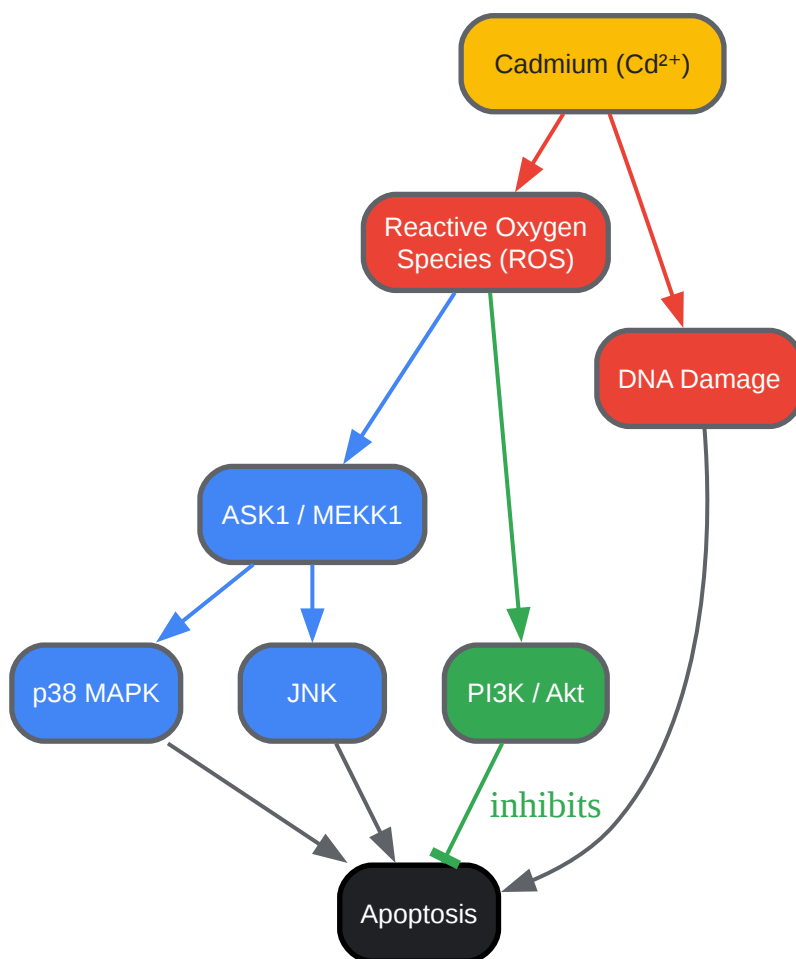 Cadmium (Cd²⁺)
Reactive Oxygen
Species (ROS)
DNA Damage
ASK1 / MEKK1
p38 MAPK
JNK
PI3K / Akt
inhibits
Apoptosis